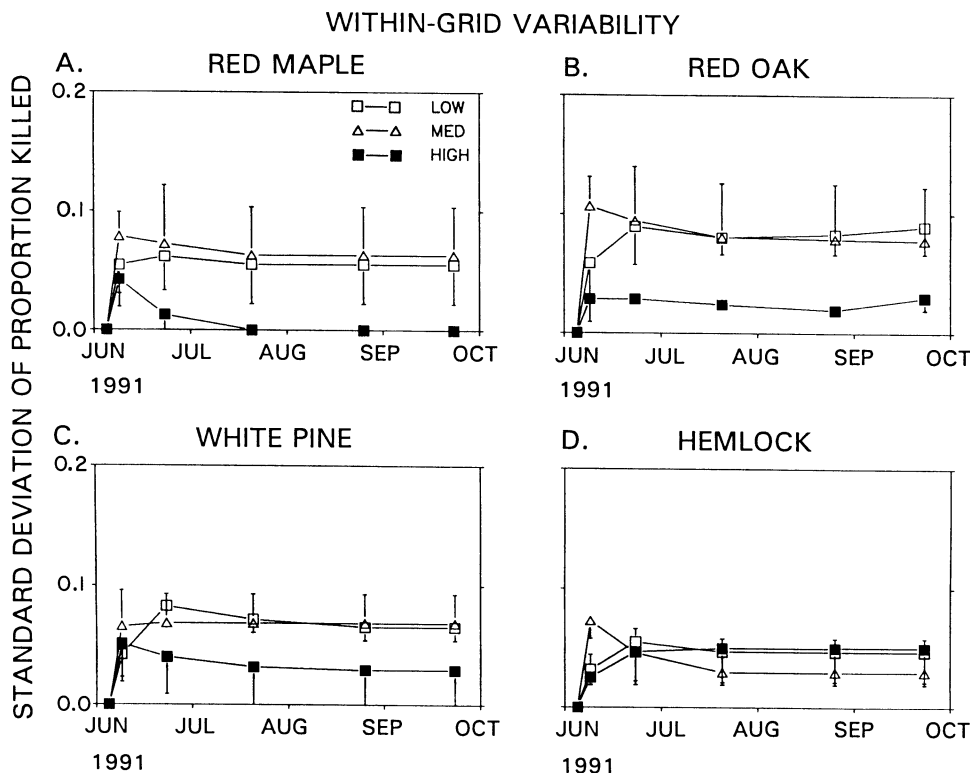 WITHIN-GRID VARIABILITY
STANDARD DEVIATION OF PROPORTION KILLED
A.
RED MAPLE
0.2
0.1
0.0
LOW
MED
HIGH
JUN JUL AUG SEP OCT
1991
B.
RED OAK
JUN JUL AUG SEP OCT
1991
C.
WHITE PINE
0.2
0.1
0.0
JUN JUL AUG SEP OCT
1991
D.
HEMLOCK
JUN JUL AUG SEP OCT
1991